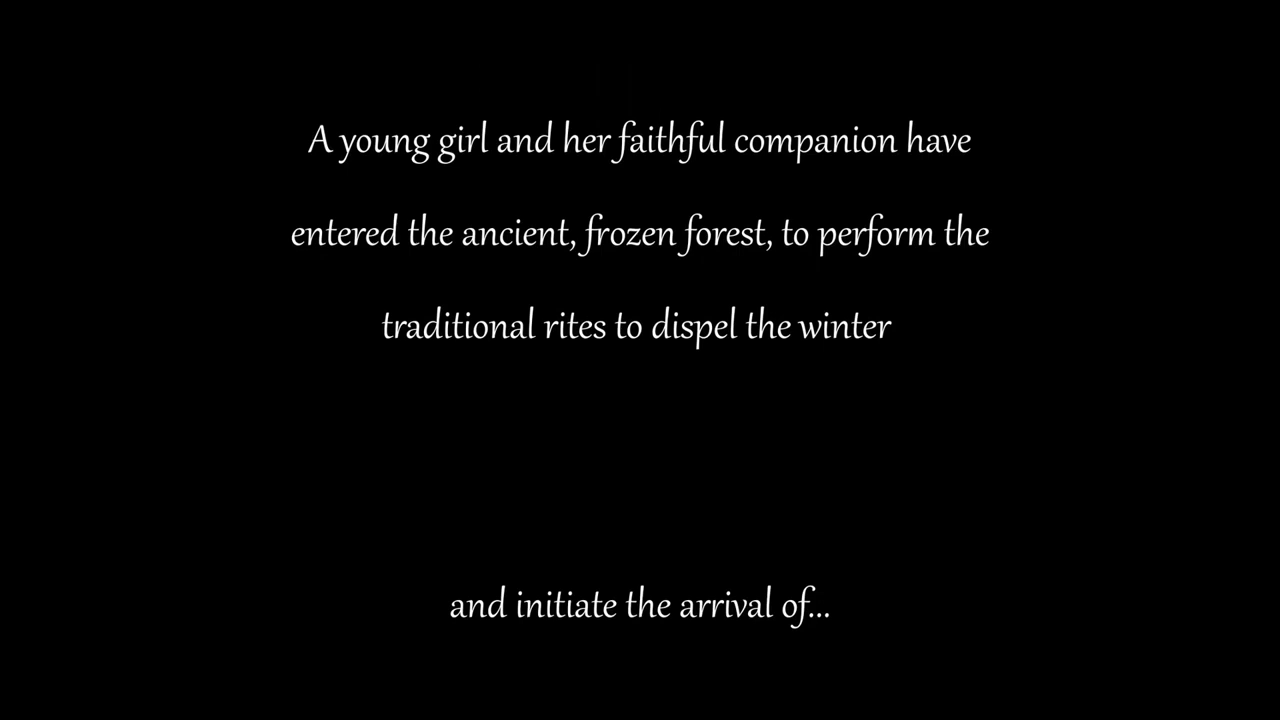 A young girl and her faithful companion have
entered the ancient, frozen forest, to perform the
traditional rites to dispel the winter
and initiate the arrival of...